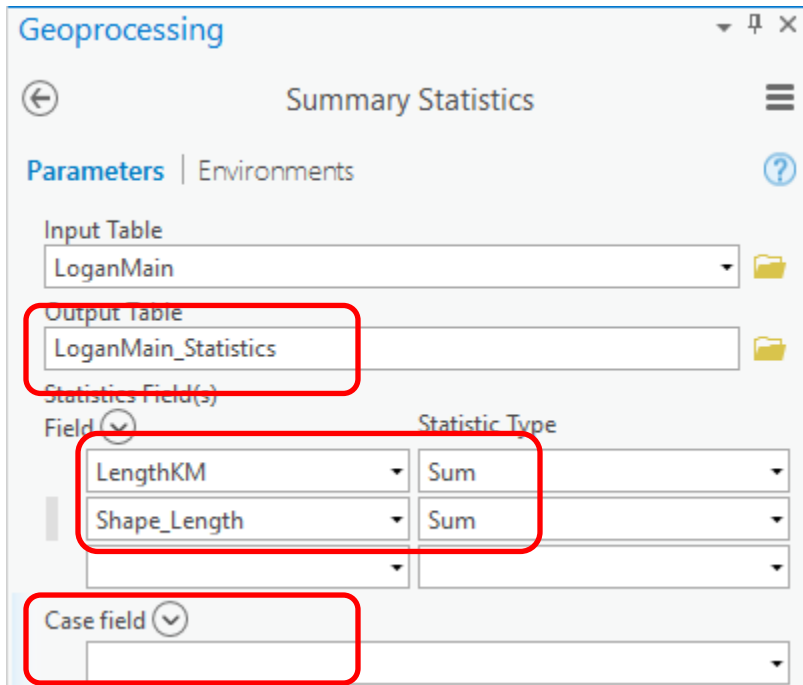 Geoprocessing
Summary Statistics
Parameters | Environments
Input Table
LoganMain
Output Table
LoganMain_Statistics
Statistics Field(s)
Field Statistic Type
LengthKM Sum
Shape_Length Sum
Case field